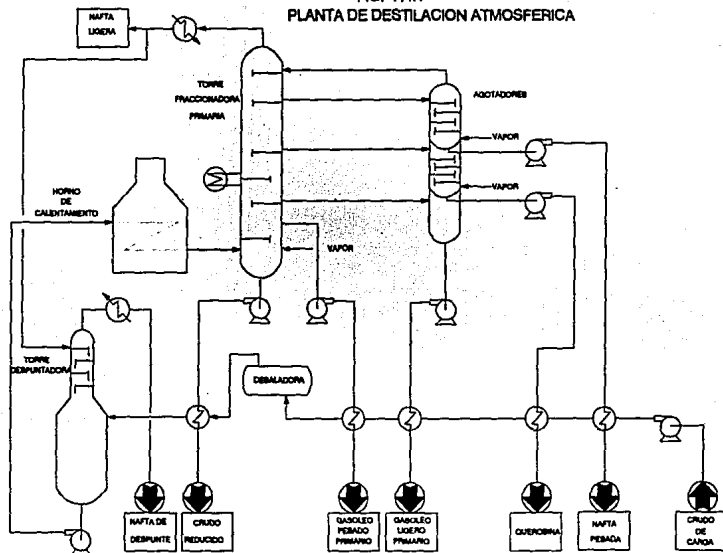 PLANTA DE DESTILACION ATMOSFERICA
NAFTA
LIGERA
TORRE
FRACCIONADORA
PRIMARIA
AGOTADORES
VAPOR
VAPOR
HORNO
DE
CALENTAMIENTO
VAPOR
TORRE
DESPUNTADORA
DESALADORA
NAFTA DE
DESPUNTE
CRUDO
REDUCIDO
GASOLEO
PESADO
PRIMARIO
GASOLEO
LIGERO
PRIMARIO
QUEROSINA
NAFTA
PESADA
CRUDO
DE CARGA